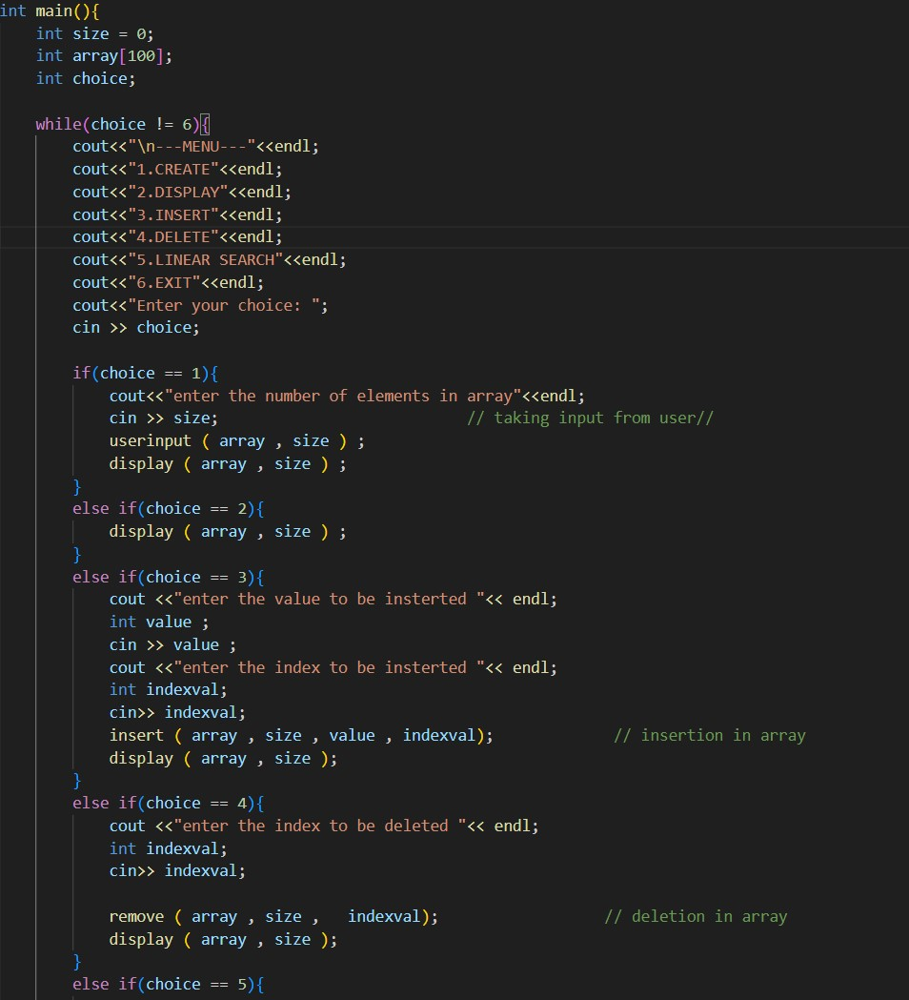 int main(){
    int size = 0;
    int array[100];
    int choice;

    while(choice != 6){
        cout<<"\n---MENU---"<<endl;
        cout<<"1.CREATE"<<endl;
        cout<<"2.DISPLAY"<<endl;
        cout<<"3.INSERT"<<endl;
        cout<<"4.DELETE"<<endl;
        cout<<"5.LINEAR SEARCH"<<endl;
        cout<<"6.EXIT"<<endl;
        cout<<"Enter your choice: ";
        cin >> choice;

        if(choice == 1){
            cout<<"enter the number of elements in array"<<endl;
            cin >> size;                           // taking input from user//
            userinput ( array , size ) ;
            display ( array , size ) ;
        }
        else if(choice == 2){
            display ( array , size ) ;
        }
        else if(choice == 3){
            cout <<"enter the value to be insterted "<< endl;
            int value ;
            cin >> value ;
            cout <<"enter the index to be insterted "<< endl;
            int indexval;
            cin>> indexval;
            insert ( array , size , value , indexval);             // insertion in array
            display ( array , size );
        }
        else if(choice == 4){
            cout <<"enter the index to be deleted "<< endl;
            int indexval;
            cin>> indexval;

            remove ( array , size ,   indexval);                  // deletion in array
            display ( array , size );
        }
        else if(choice == 5){